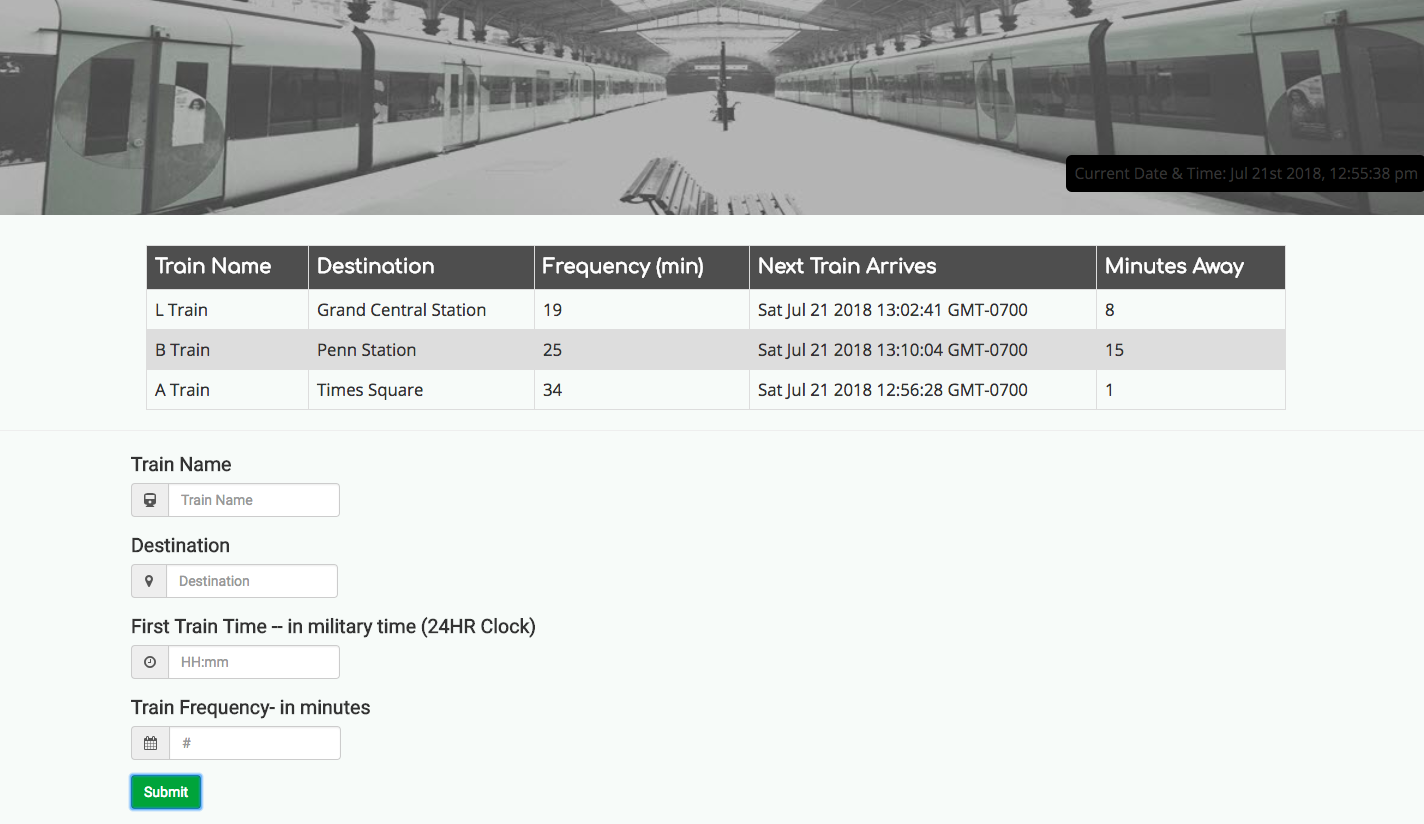 Current Date & Time: Jul 21st 2018, 12:55:38 pm
Train Name Destination Frequency (min) Next Train Arrives Minutes Away
L Train Grand Central Station 19 Sat Jul 21 2018 13:02:41 GMT-0700 8
B Train Penn Station 25 Sat Jul 21 2018 13:10:04 GMT-0700 15
A Train Times Square 34 Sat Jul 21 2018 12:56:28 GMT-0700 1
Train Name
Train Name
Destination
Destination
First Train Time -- in military time (24HR Clock)
HH:mm
Train Frequency- in minutes
#
Submit